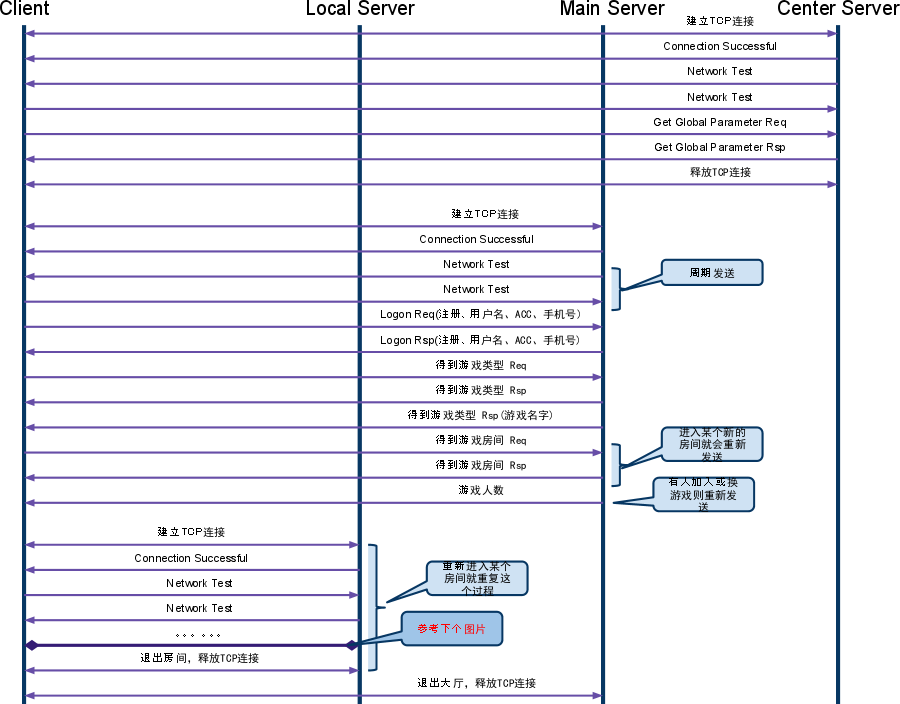 Client Local Server Main Server Center Server
建立TCP连接
Connection Successful
Network Test
Network Test
Get Global Parameter Req
Get Global Parameter Rsp
释放TCP连接
建立TCP连接
Connection Successful
Network Test
周期发送
Network Test
Logon Req(注册、用户名、ACC、手机号)
Logon Rsp(注册、用户名、ACC、手机号)
得到游戏类型 Req
得到游戏类型 Rsp
得到游戏类型 Rsp(游戏名字)
得到游戏房间 Req
进入某个新的
房间就会重新
发送
得到游戏房间 Rsp
游戏人数
有人加入或换
游戏则重新发
送
建立TCP连接
Connection Successful
Network Test
Network Test
重新进入某个
房间就重复这
个过程
。。。。。。
参考下个图片
退出房间，释放TCP连接
退出大厅，释放TCP连接